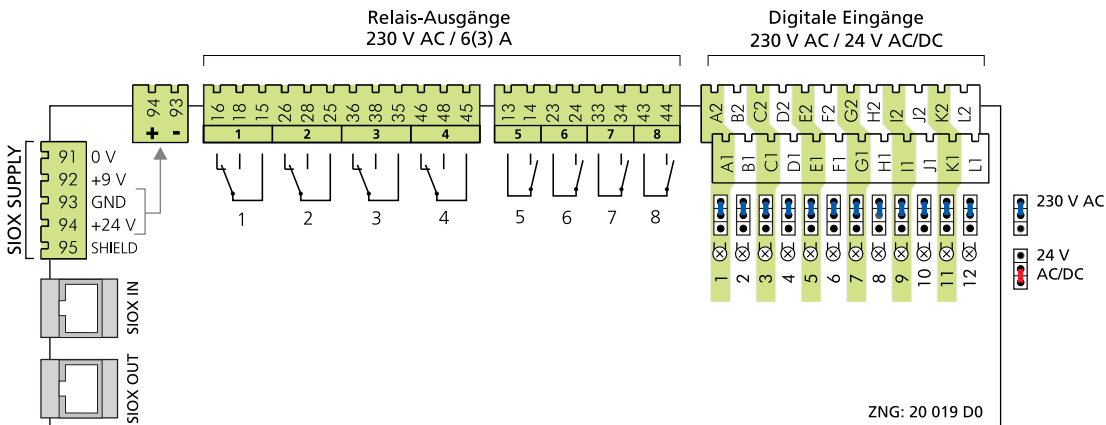 Relais-Ausgänge
230 V AC / 6(3) A
Digitale Eingänge
230 V AC / 24 V AC/DC
94 93
+ -
16 18 15 26 28 25 36 38 35 46 48 45
1 2 3 4
13 14 23 24 33 34 43 44
5 6 7 8
A2 B2 C2 D2 E2 F2 G2 H2 I2 J2 K2 L2
A1 B1 C1 D1 E1 F1 G1 H1 I1 J1 K1 L1
SIOX SUPPLY
91 0 V
92 +9 V
93 GND
94 +24 V
95 SHIELD
1 2 3 4 5 6 7 8
230 V AC
24 V
AC/DC
1 2 3 4 5 6 7 8 9 10 11 12
SIOX IN
SIOX OUT
ZNG: 20 019 D0